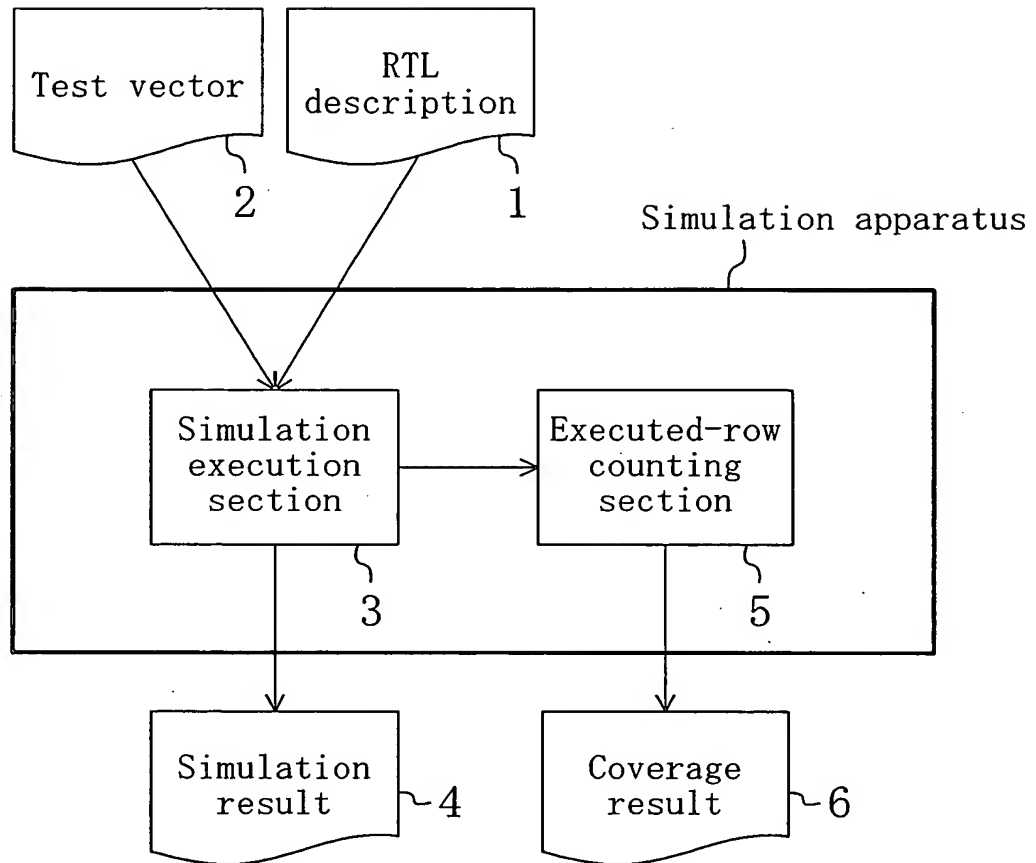 Test vector
RTL
description
2
1
Simulation apparatus
Simulation
execution
section
Executed-row
counting
section
3
5
Simulation
result
4
Coverage
result
6